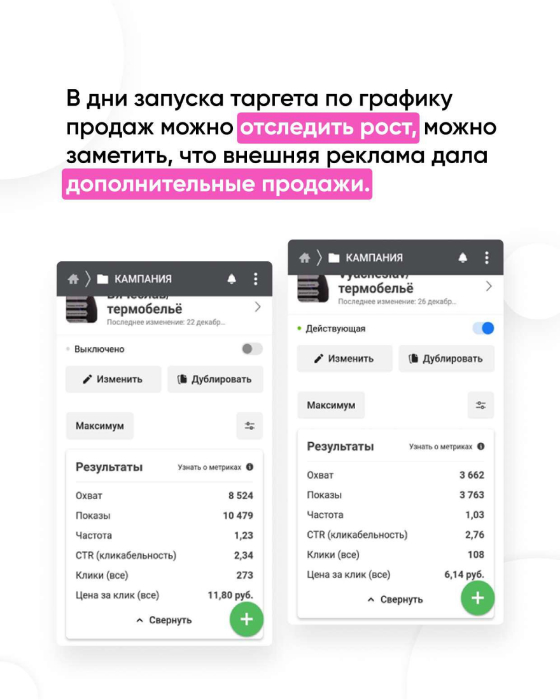 В дни запуска таргета по графику
продаж можно отследить рост, можно
заметить, что внешняя реклама дала
дополнительные продажи.
КАМПАНИЯ
Вячеслав/
термобельё
Последнее изменение: 22 декабр...
Выключено
Изменить
Дублировать
Максимум
Результаты
Узнать о метриках
Охват 8 524
Показы 10 479
Частота 1,23
CTR (кликабельность) 2,34
Клики (все) 273
Цена за клик (все) 11,80 руб.
Свернуть
КАМПАНИЯ
Vyacheslav/
термобельё
Последнее изменение: 26 декабр...
Действующая
Изменить
Дублировать
Максимум
Результаты
Узнать о метриках
Охват 3 662
Показы 3 763
Частота 1,03
CTR (кликабельность) 2,76
Клики (все) 108
Цена за клик (все) 6,14 руб.
Свернуть